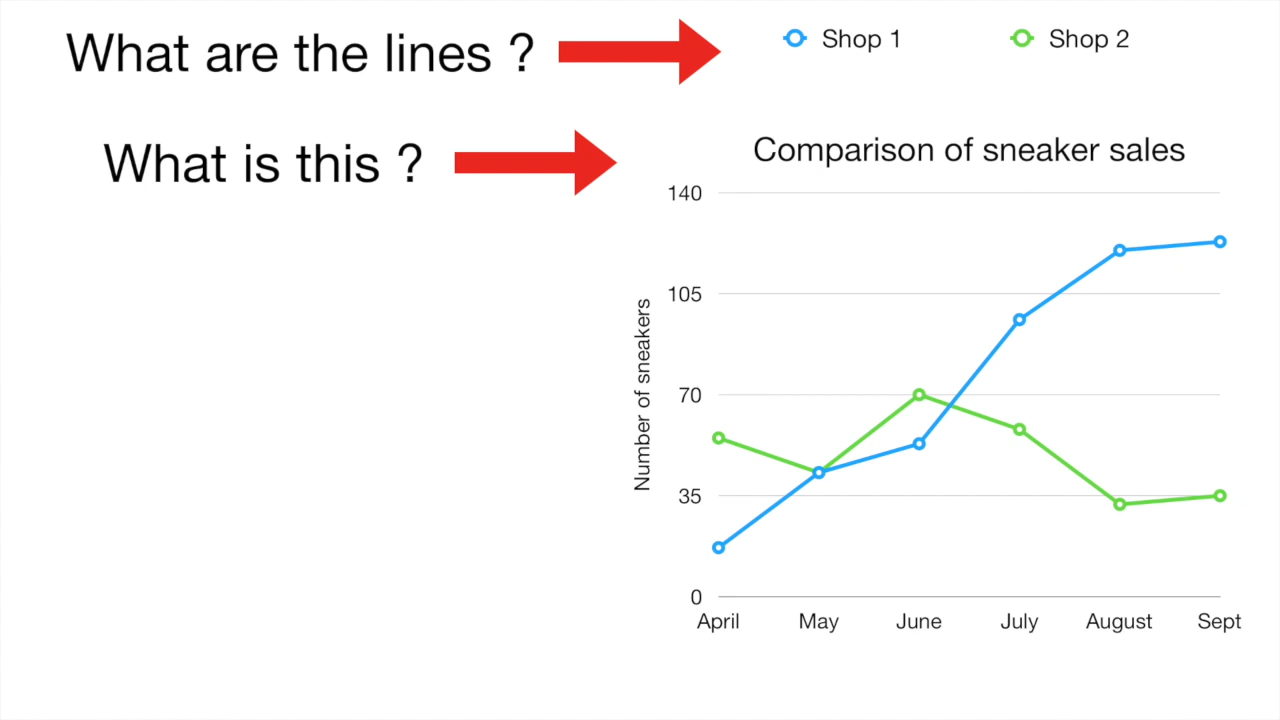 What are the lines ?
Shop 1
Shop 2
What is this ?
Comparison of sneaker sales
140
105
70
35
0
Number of sneakers
April
May
June
July
August
Sept